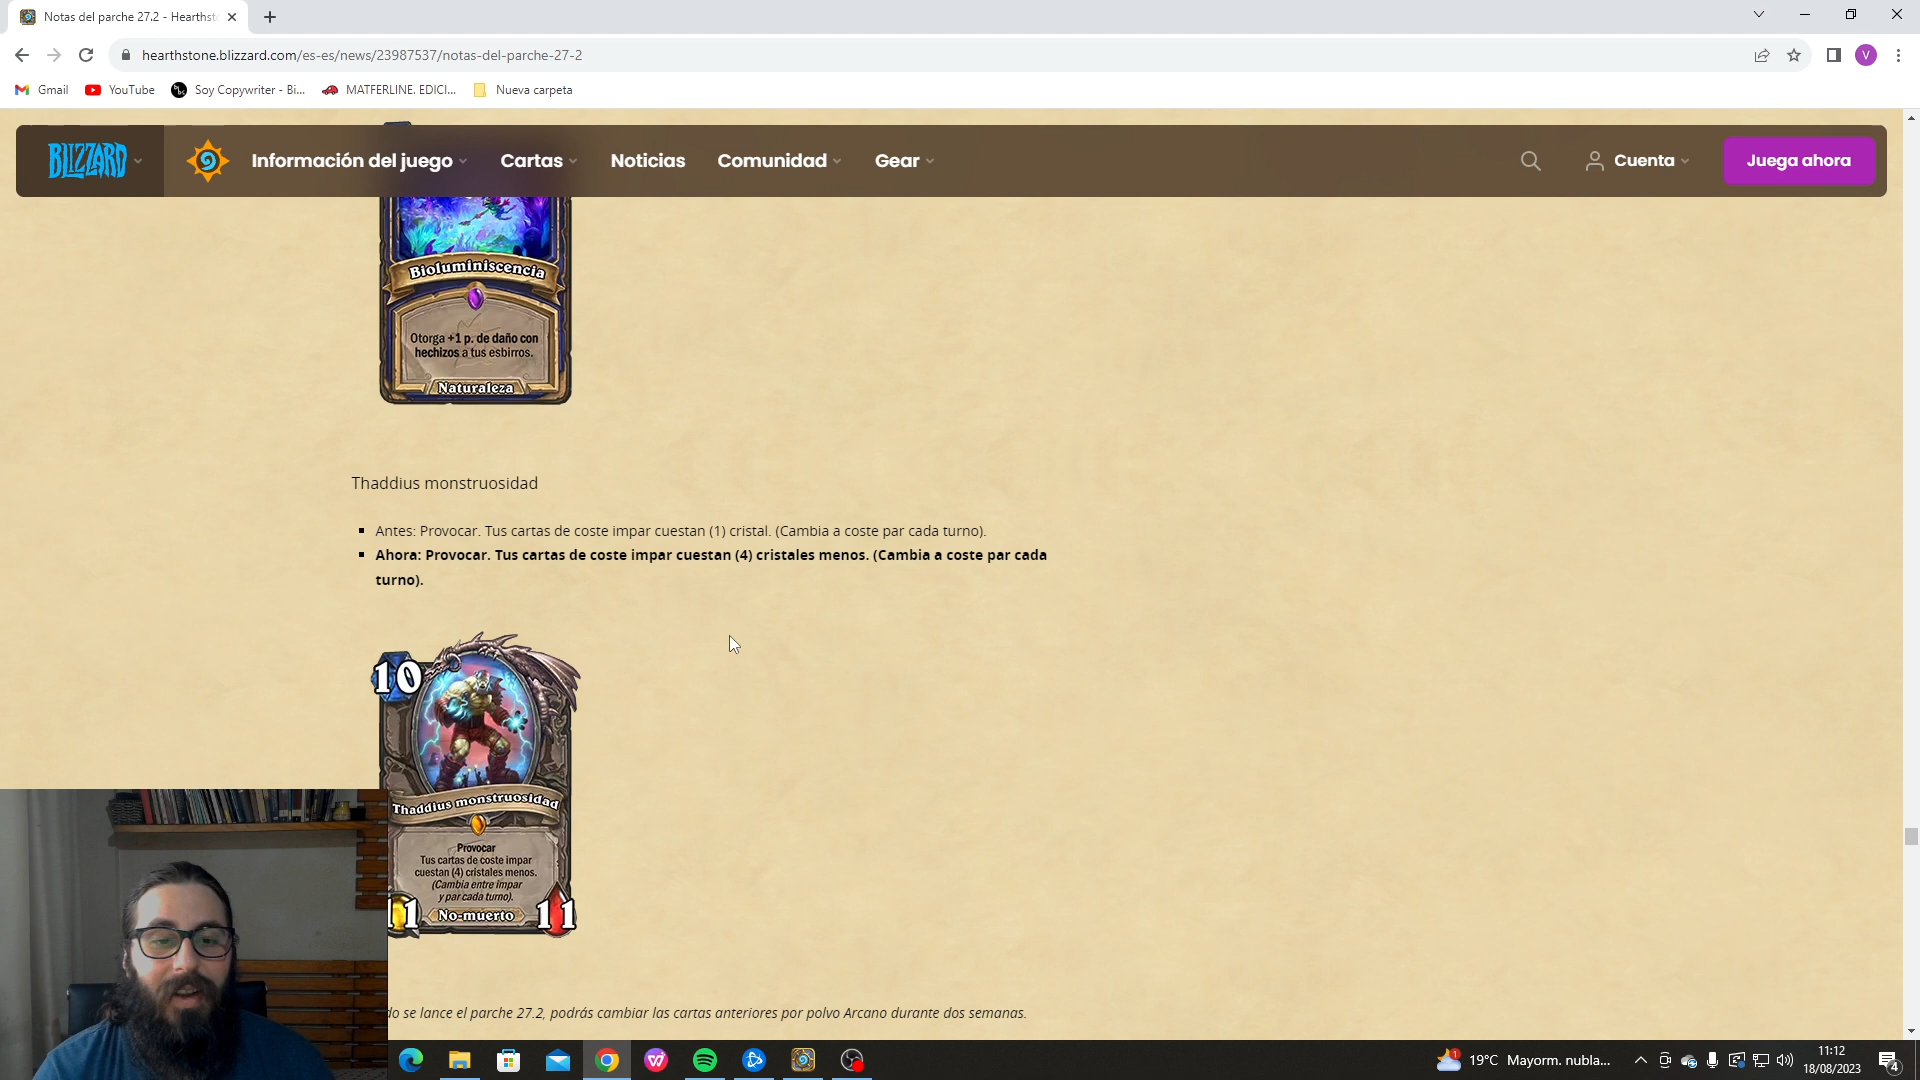 Notas del parche 27.2 - Hearthst
hearthstone.blizzard.com/es-es/news/23987537/notas-del-parche-27-2
V
Gmail
YouTube
Soy Copywriter - Bi...
MATFERLINE. EDICI...
Nueva carpeta
BLIZZARD
Información del juego
Cartas
Noticias
Comunidad
Gear
Cuenta
Juega ahora
Bioluminiscencia
Otorga +1 p. de daño con
hechizos a tus esbirros.
Naturaleza
Thaddius monstruosidad
Antes: Provocar. Tus cartas de coste impar cuestan (1) cristal. (Cambia a coste par cada turno).
Ahora: Provocar. Tus cartas de coste impar cuestan (4) cristales menos. (Cambia a coste par cada
turno).
10
Thaddius monstruosidad
Provocar
Tus cartas de coste impar
cuestan (4) cristales menos.
(Cambia entre impar
y par cada turno).
11
No-muerto
11
do se lance el parche 27.2, podrás cambiar las cartas anteriores por polvo Arcano durante dos semanas.
1
19°C
Mayorm. nubla...
11:12
18/08/2023
4